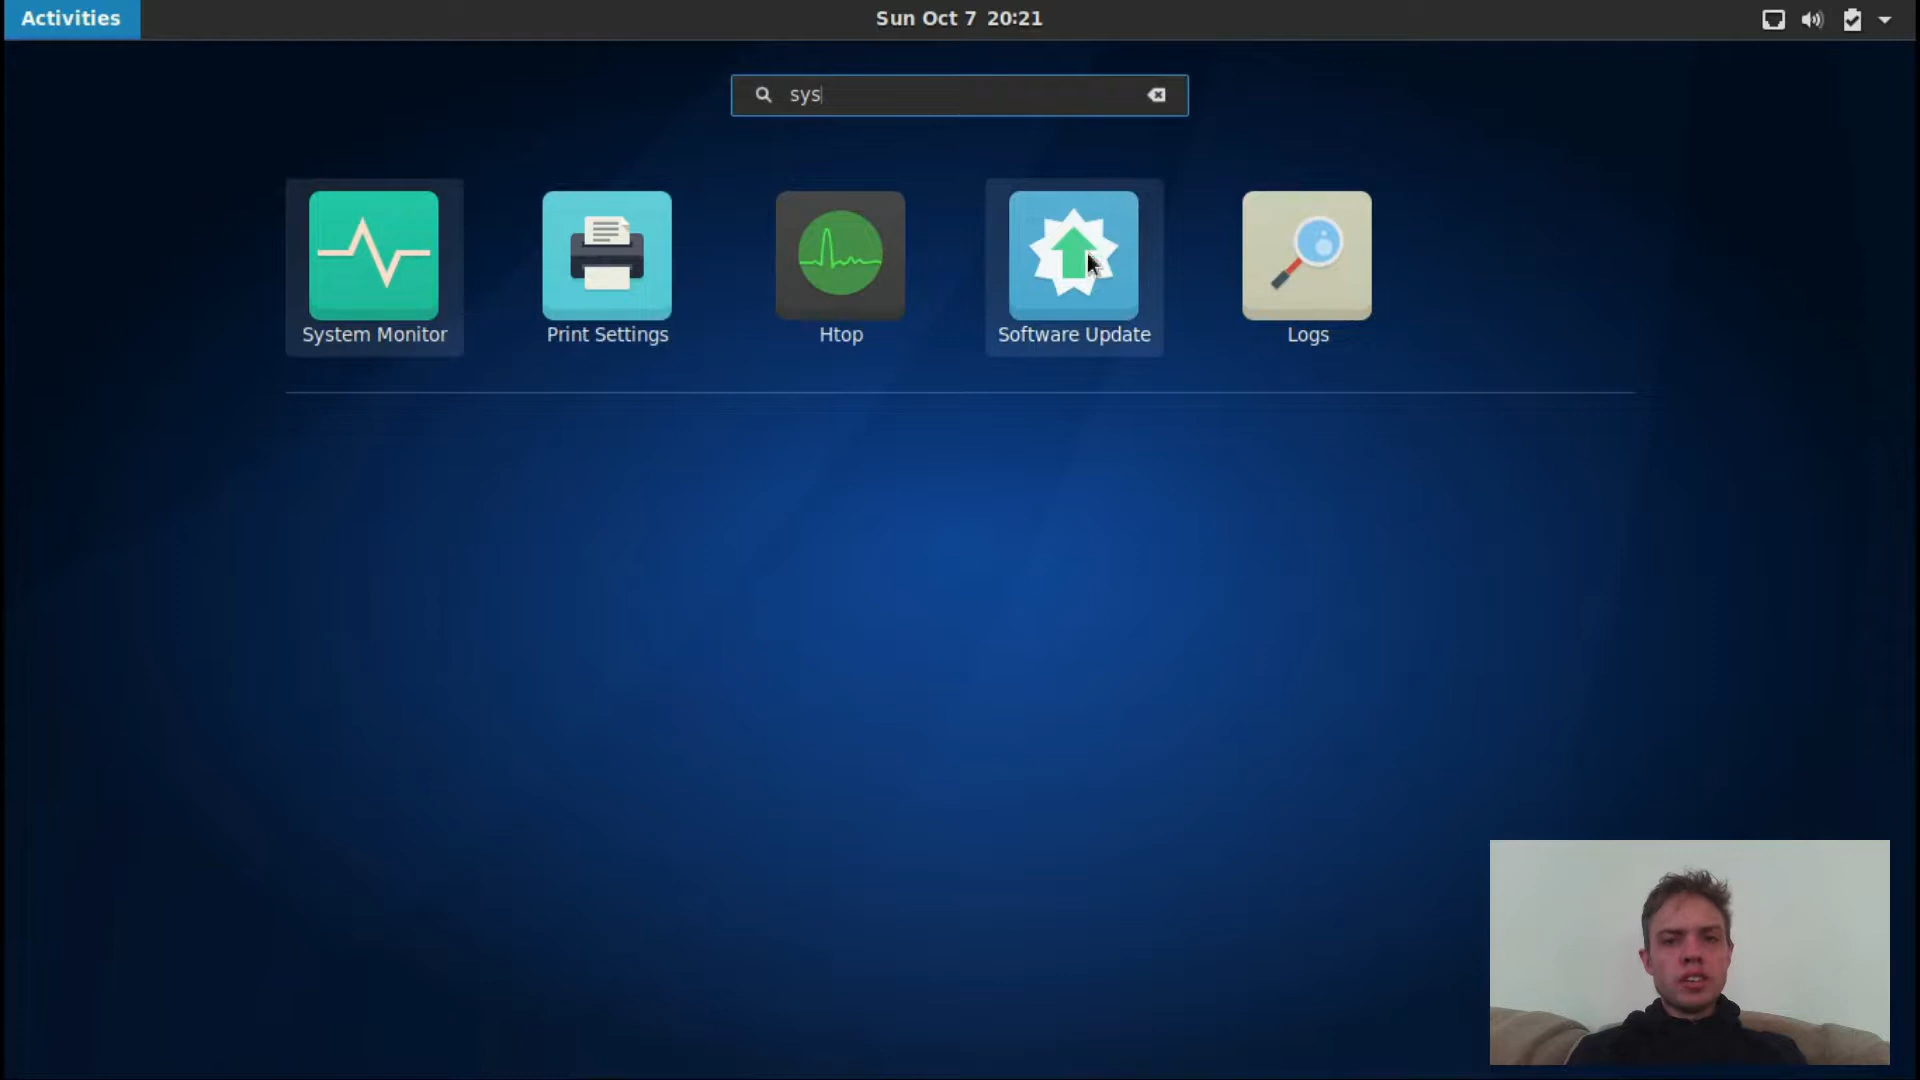 Activities
Sun Oct 7 20:21
sys
System Monitor
Print Settings
Htop
Software Update
Logs